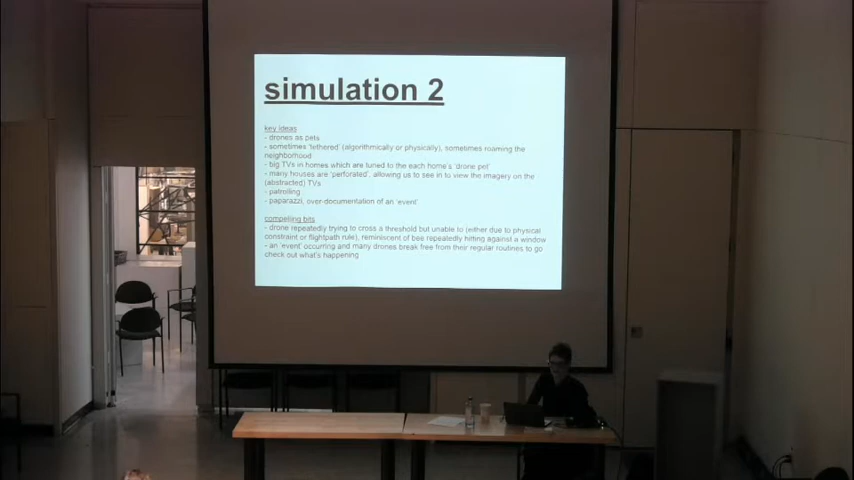 simulation 2
key ideas
- drones as pets
- sometimes 'tethered' (algorithmically or physically), sometimes roaming the
neighborhood
- big TVs in homes which are tuned to the each home's 'drone pet'
- many houses are 'perforated', allowing us to see in to view the imagery on the
(abstracted) TVs
- patrolling
- paparazzi, over-documentation of an 'event'
compelling bits
- drone repeatedly trying to cross a threshold but unable to (either due to physical
constraint or flightpath rule), reminiscent of bee repeatedly hitting against a window
- an 'event' occurring and many drones break free from their regular routines to go
check out what's happening